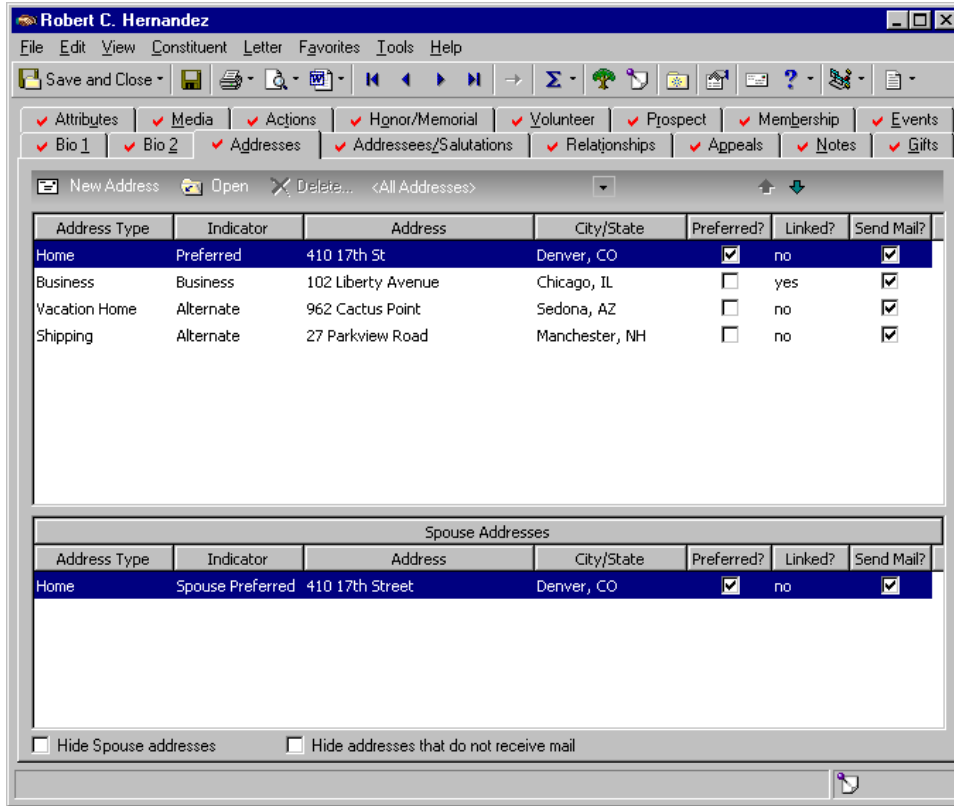 Robert C. Hernandez
File Edit View Constituent Letter Favorites Tools Help
Save and Close
Attributes Media Actions Honor/Memorial Volunteer Prospect Membership Events
Bio 1 Bio 2 Addresses Addressees/Salutations Relationships Appeals Notes Gifts
New Address Open Delete... <All Addresses>
Address Type Indicator Address City/State Preferred? Linked? Send Mail?
Home Preferred 410 17th St Denver, CO no
Business Business 102 Liberty Avenue Chicago, IL yes
Vacation Home Alternate 962 Cactus Point Sedona, AZ no
Shipping Alternate 27 Parkview Road Manchester, NH no
Spouse Addresses
Address Type Indicator Address City/State Preferred? Linked? Send Mail?
Home Spouse Preferred 410 17th Street Denver, CO no
Hide Spouse addresses Hide addresses that do not receive mail